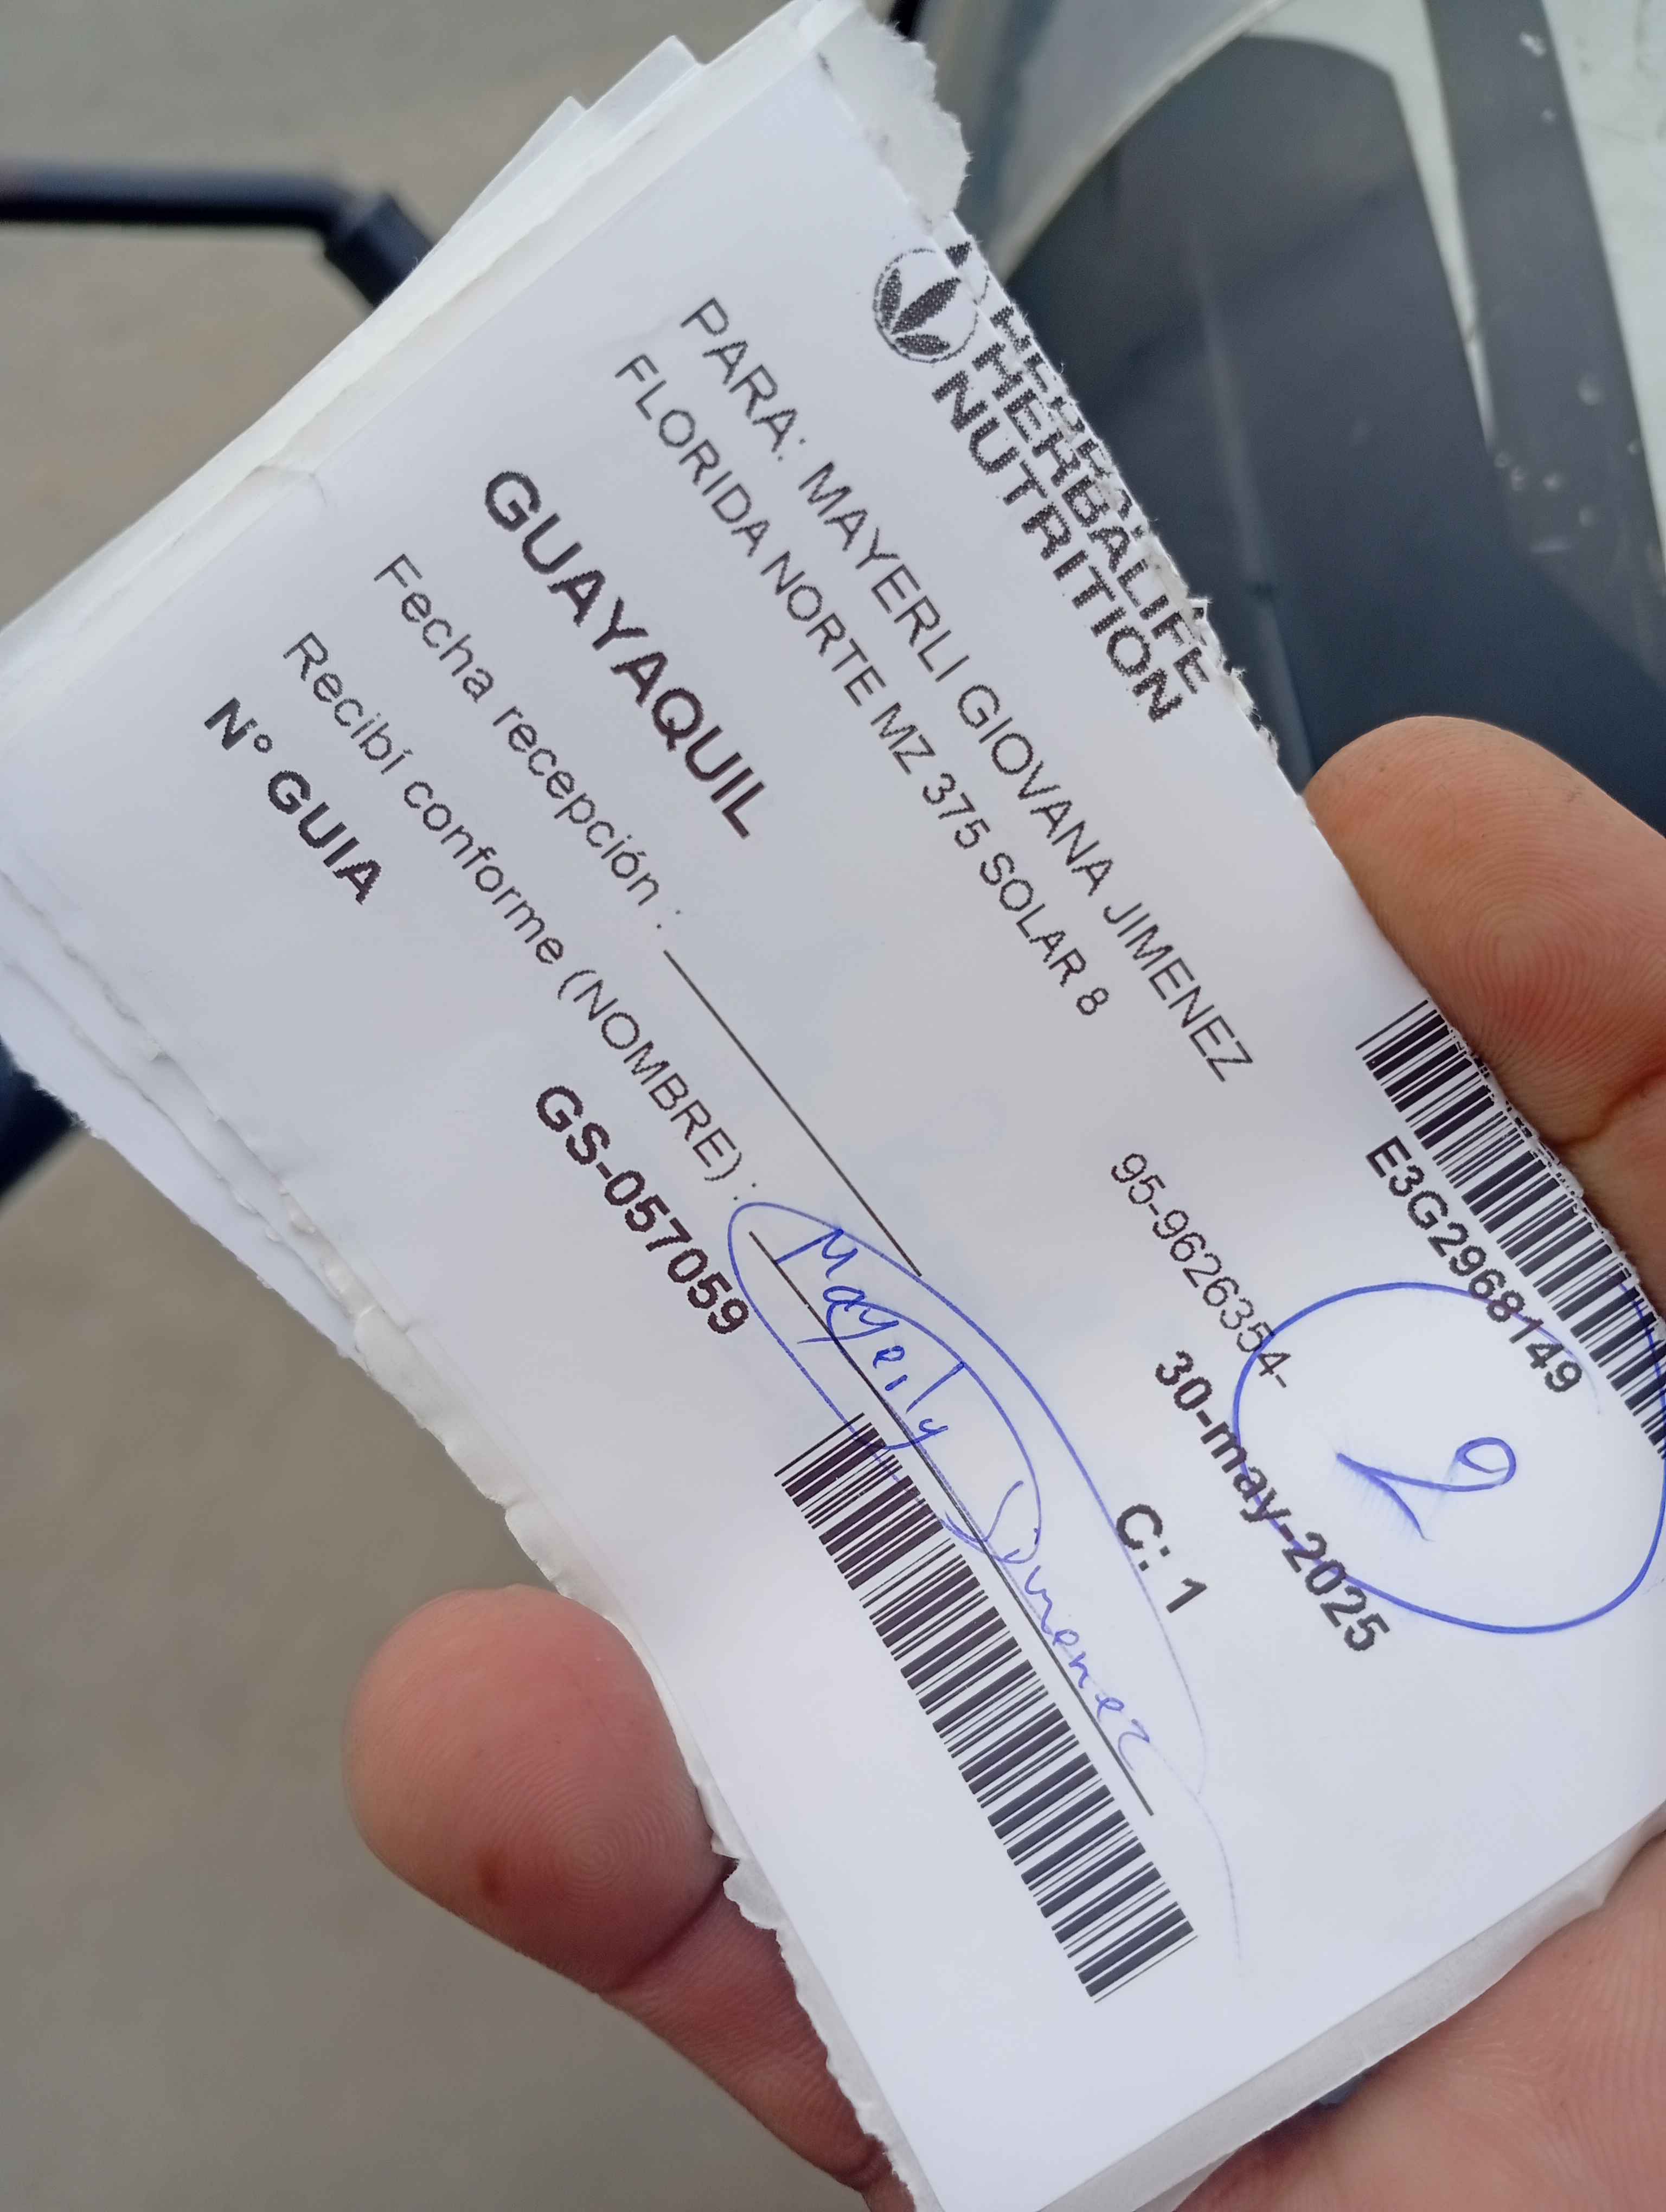 HERBALIFE
NUTRITION
E3G2968149
2
PARA: MAYERLI GIOVANA JIMENEZ
95-9626354-
FLORIDA NORTE MZ 375 SOLAR 8
30-may-2025
GUAYAQUIL
C: 1
Fecha recepción :
Recibí conforme (NOMBRE) : Mayerly Jimenez
N° GUIA GS-057059